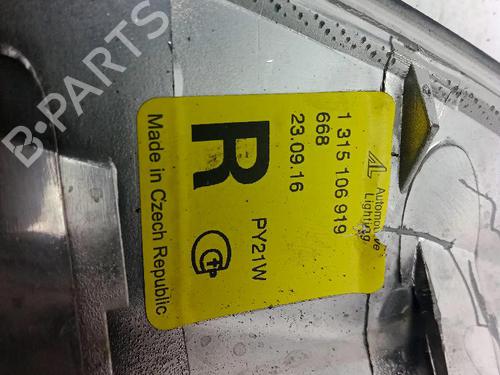 Automotive
Lighting
1 315 106 919
668
23.09.16
R
PY21W
Made in Czech Republic
B-PARTS